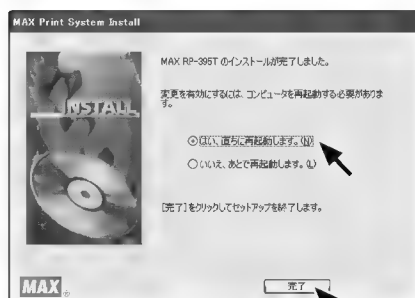 MAX Print System Install
INSTALL
MAX RP-395T のインストールが完了しました。
変更を有効にするには、コンピュータを再起動する必要がありま
す。
はい、直ちに再起動します。(N)
いいえ、あとで再起動します。(L)
[完了]をクリックしてセットアップを終了します。
MAX®
完了